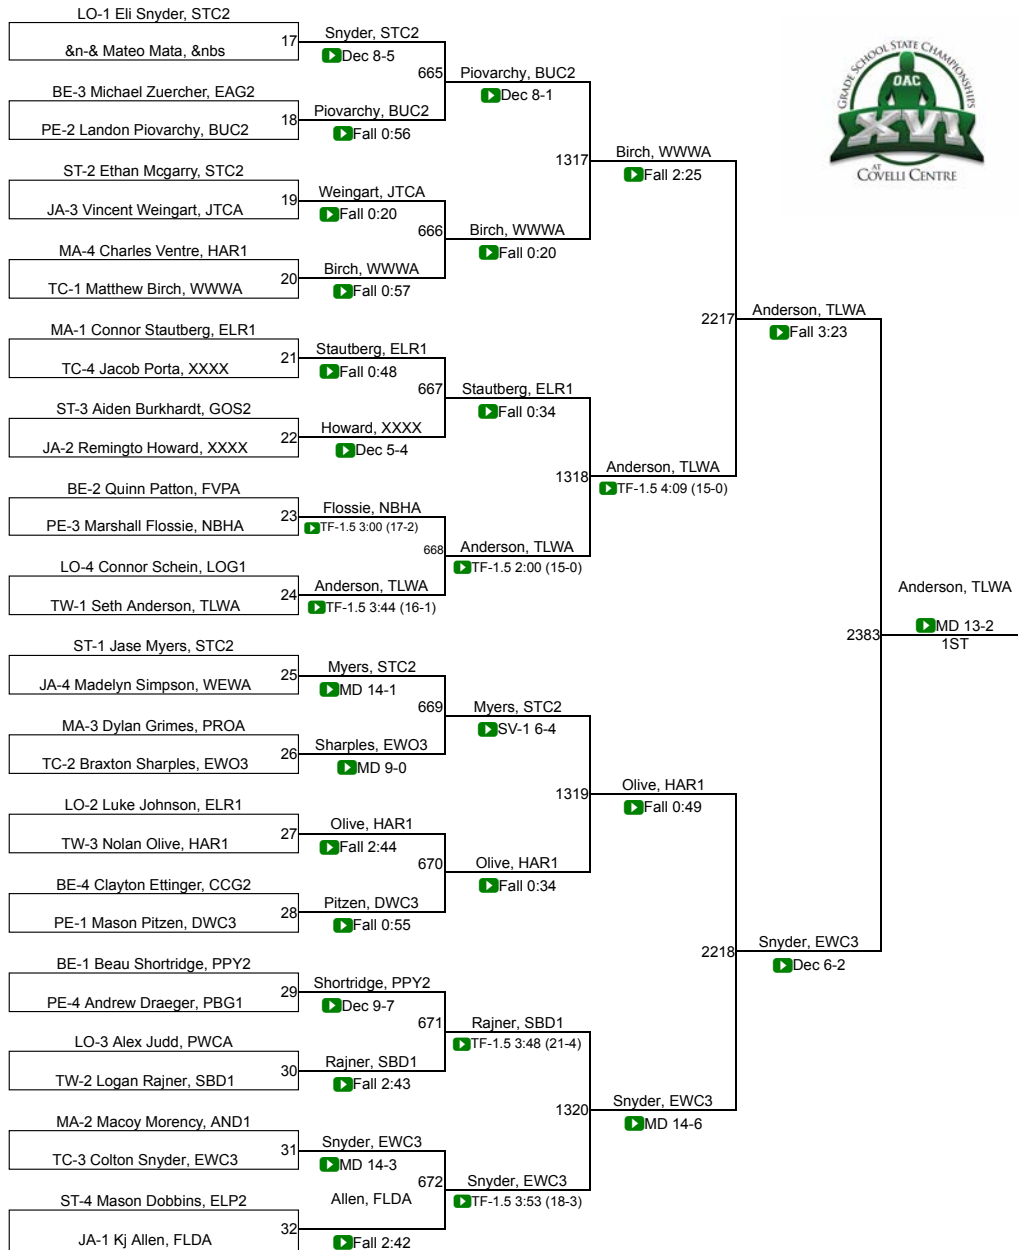 LO-1 Eli Snyder, STC2
17
&n-& Mateo Mata, &nbs
Snyder, STC2
Dec 8-5
665
BE-3 Michael Zuercher, EAG2
18
PE-2 Landon Piovarchy, BUC2
Piovarchy, BUC2
Fall 0:56
Piovarchy, BUC2
Dec 8-1
1317
ST-2 Ethan Mcgarry, STC2
19
JA-3 Vincent Weingart, JTCA
Weingart, JTCA
Fall 0:20
666
MA-4 Charles Ventre, HAR1
20
TC-1 Matthew Birch, WWWA
Birch, WWWA
Fall 0:57
Birch, WWWA
Fall 0:20
Birch, WWWA
Fall 2:25
2217
MA-1 Connor Stautberg, ELR1
21
TC-4 Jacob Porta, XXXX
Stautberg, ELR1
Fall 0:48
667
ST-3 Aiden Burkhardt, GOS2
22
JA-2 Remingto Howard, XXXX
Howard, XXXX
Dec 5-4
Stautberg, ELR1
Fall 0:34
1318
BE-2 Quinn Patton, FVPA
23
PE-3 Marshall Flossie, NBHA
Flossie, NBHA
TF-1.5 3:00 (17-2)
668
LO-4 Connor Schein, LOG1
24
TW-1 Seth Anderson, TLWA
Anderson, TLWA
TF-1.5 3:44 (16-1)
Anderson, TLWA
TF-1.5 2:00 (15-0)
Anderson, TLWA
TF-1.5 4:09 (15-0)
Anderson, TLWA
Fall 3:23
2383
Anderson, TLWA
MD 13-2
1ST
ST-1 Jase Myers, STC2
25
JA-4 Madelyn Simpson, WEWA
Myers, STC2
MD 14-1
669
MA-3 Dylan Grimes, PROA
26
TC-2 Braxton Sharples, EWO3
Sharples, EWO3
MD 9-0
Myers, STC2
SV-1 6-4
1319
LO-2 Luke Johnson, ELR1
27
TW-3 Nolan Olive, HAR1
Olive, HAR1
Fall 2:44
670
BE-4 Clayton Ettinger, CCG2
28
PE-1 Mason Pitzen, DWC3
Pitzen, DWC3
Fall 0:55
Olive, HAR1
Fall 0:34
Olive, HAR1
Fall 0:49
2218
BE-1 Beau Shortridge, PPY2
29
PE-4 Andrew Draeger, PBG1
Shortridge, PPY2
Dec 9-7
671
LO-3 Alex Judd, PWCA
30
TW-2 Logan Rajner, SBD1
Rajner, SBD1
Fall 2:43
Rajner, SBD1
TF-1.5 3:48 (21-4)
1320
MA-2 Macoy Morency, AND1
31
TC-3 Colton Snyder, EWC3
Snyder, EWC3
MD 14-3
672
ST-4 Mason Dobbins, ELP2
32
JA-1 Kj Allen, FLDA
Allen, FLDA
Fall 2:42
Snyder, EWC3
TF-1.5 3:53 (18-3)
Snyder, EWC3
MD 14-6
Snyder, EWC3
Dec 6-2
GRADE SCHOOL STATE CHAMPIONSHIPS
OAC
XVI
AT
COVELLI CENTRE